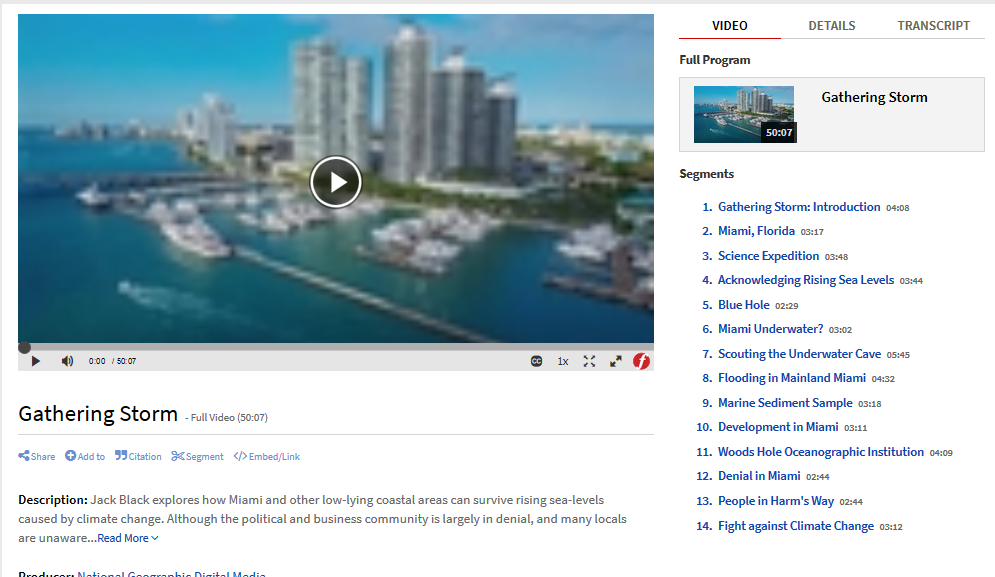 VIDEO DETAILS TRANSCRIPT
Full Program
Gathering Storm
50:07
Segments
1. Gathering Storm: Introduction 04:08
2. Miami, Florida 03:17
3. Science Expedition 03:48
4. Acknowledging Rising Sea Levels 03:44
5. Blue Hole 02:29
6. Miami Underwater? 03:02
7. Scouting the Underwater Cave 05:45
8. Flooding in Mainland Miami 04:32
9. Marine Sediment Sample 03:18
10. Development in Miami 03:11
11. Woods Hole Oceanographic Institution 04:09
12. Denial in Miami 02:44
13. People in Harm's Way 02:44
14. Fight against Climate Change 03:12
0:00 / 50:07
CC 1x f
Gathering Storm - Full Video (50:07)
Share Add to Citation Segment Embed/Link
Description: Jack Black explores how Miami and other low-lying coastal areas can survive rising sea-levels
caused by climate change. Although the political and business community is largely in denial, and many locals
are unaware...Read More
Producer: National Geographic Digital Media